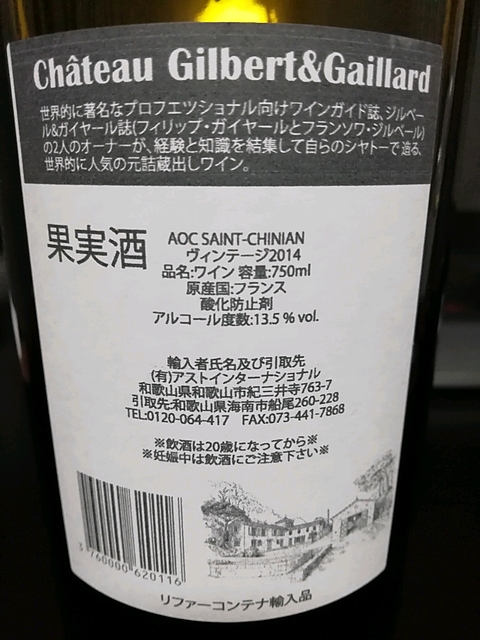 Château Gilbert&Gaillard
世界的に著名なプロフエツショナル向けワインガイド誌、ジルベー
ル&ガイヤール誌(フィリップ・ガイヤールとフランソワ・ジルベール)
の2人のオーナーが、経験と知識を結集して自らのシャトーで造る、
世界的に人気の元詰蔵出しワイン。
果実酒
AOC SAINT-CHINIAN
ヴィンテージ2014
品名:ワイン 容量:750ml
原産国:フランス
酸化防止剤
アルコール度数:13.5 % vol.
輸入者氏名及び引取先
(有)アストインターナショナル
和歌山県和歌山市紀三井寺763-7
引取先:和歌山県海南市船尾260-228
TEL:0120-064-417 FAX:073-441-7868
※飲酒は20歳になってから※
※妊娠中は飲酒にご注意下さい※
3 760000 620116
リファーコンテナ輸入品